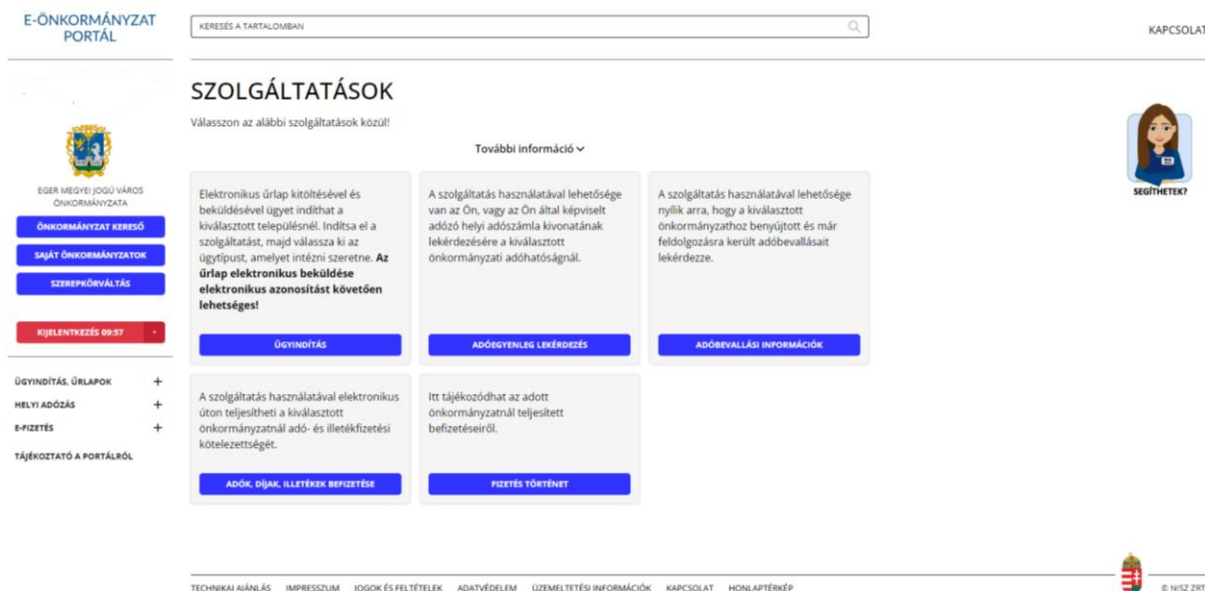 E-ÖNKORMÁNYZAT
PORTÁL
KERESÉS A TARTALOMBAN
KAPCSOLAT
EGER MEGYEI JOGÚ VÁROS
ÖNKORMÁNYZATA
ÖNKORMÁNYZAT KERESŐ
SAJÁT ÖNKORMÁNYZATOK
SZEREPKÖRVÁLTÁS
KIJELENTKEZÉS 09:57
ÜGYINDÍTÁS, ŰRLAPOK +
HELYI ADÓZÁS +
E-FIZETÉS +
TÁJÉKOZTATÓ A PORTÁLRÓL
SZOLGÁLTATÁSOK
Válasszon az alábbi szolgáltatások közül!
További információ
Elektronikus űrlap kitöltésével és
beküldésével ügyet indíthat a
kiválasztott településnél. Indítsa el a
szolgáltatást, majd válassza ki az
ügytípust, amelyet intézni szeretne. Az
űrlap elektronikus beküldése
elektronikus azonosítást követően
lehetséges!
ÜGYINDÍTÁS
A szolgáltatás használatával lehetősége
van az Ön, vagy az Ön által képviselt
adózó helyi adószámla kivonatának
lekérdezésére a kiválasztott
önkormányzati adóhatóságnál.
ADÓEGYENLEG LEKÉRDEZÉS
A szolgáltatás használatával lehetősége
nyílik arra, hogy a kiválasztott
önkormányzathoz benyújtott és már
feldolgozásra került adóbevallásait
lekérdezze.
ADÓBEVALLÁSI INFORMÁCIÓK
A szolgáltatás használatával elektronikus
úton teljesítheti a kiválasztott
önkormányzatnál adó- és illetékfizetési
kötelezettségét.
ADÓK, DÍJAK, ILLETÉKEK BEFIZETÉSE
Itt tájékozódhat az adott
önkormányzatnál teljesített
befizetéseiről.
FIZETÉS TÖRTÉNET
SEGÍTHETEK?
TECHNIKAI AJÁNLÁS IMPRESSZUM JOGOK ÉS FELTÉTELEK ADATVÉDELEM ÜZEMELTETÉSI INFORMÁCIÓK KAPCSOLAT HONLAPTÉRKÉP
© NISZ ZRT